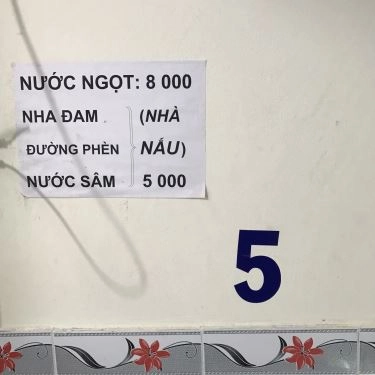 NƯỚC NGỌT: 8 000
NHA ĐAM (NHÀ
ĐƯỜNG PHÈN NẤU)
NƯỚC SÂM 5 000
5